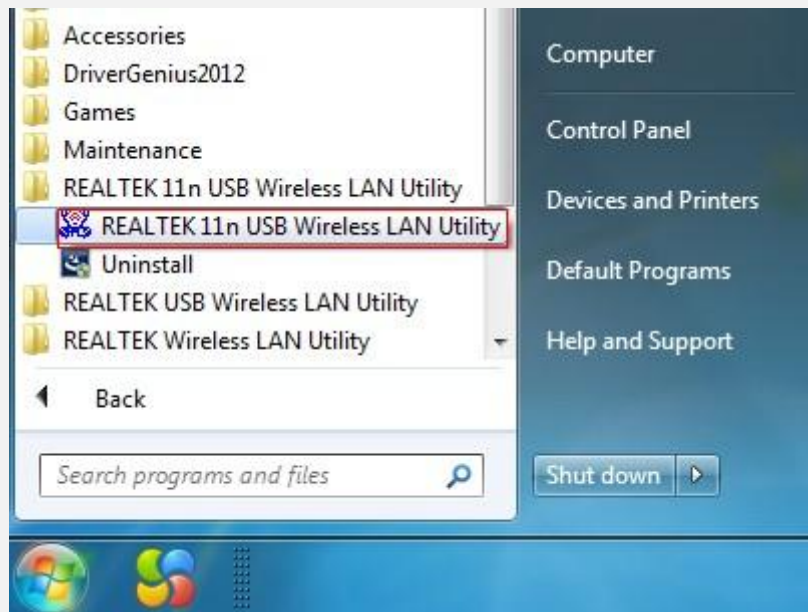 Accessories
DriverGenius2012
Games
Maintenance
REALTEK 11n USB Wireless LAN Utility
REALTEK 11n USB Wireless LAN Utility
Uninstall
REALTEK USB Wireless LAN Utility
REALTEK Wireless LAN Utility
Back
Search programs and files
Computer
Control Panel
Devices and Printers
Default Programs
Help and Support
Shut down